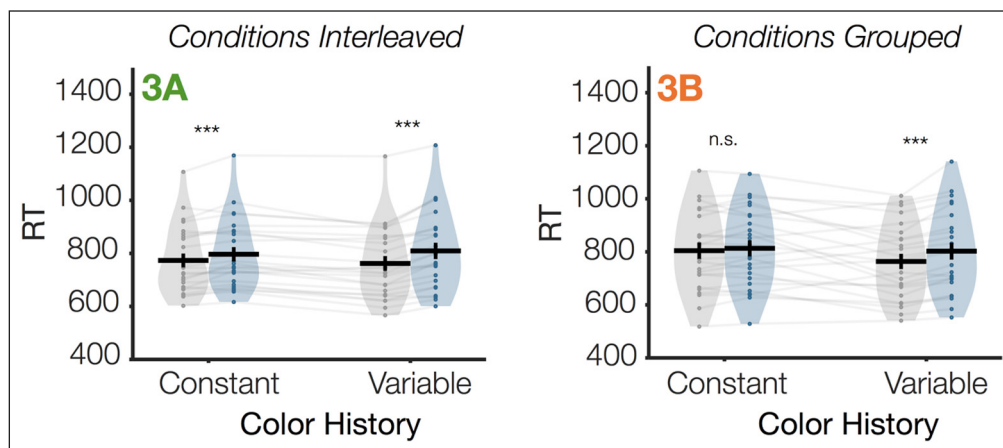 Conditions Interleaved
3A
RT
1400
1200
1000
800
600
400
***
***
Constant
Variable
Color History
Conditions Grouped
3B
RT
1400
1200
1000
800
600
400
n.s.
***
Constant
Variable
Color History